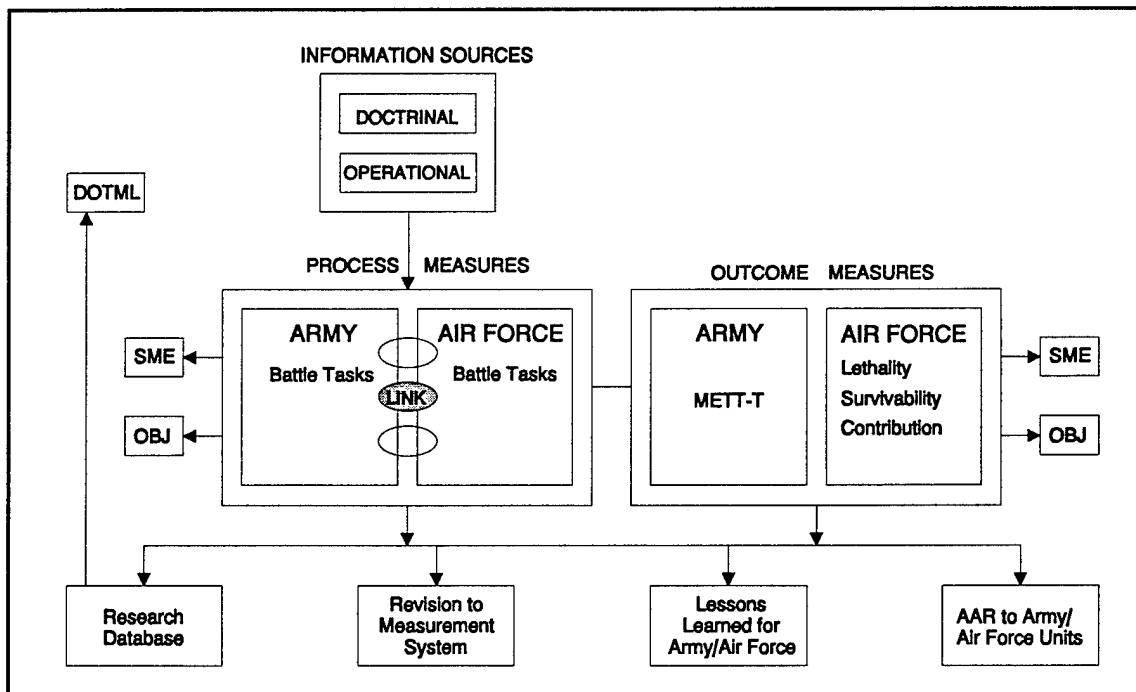 INFORMATION SOURCES
DOCTRINAL
OPERATIONAL
DOTML
PROCESS MEASURES
OUTCOME MEASURES
ARMY
Battle Tasks
AIR FORCE
Battle Tasks
LINK
SME
OBJ
ARMY
METT-T
AIR FORCE
Lethality
Survivability
Contribution
SME
OBJ
Research
Database
Revision to
Measurement
System
Lessons
Learned for
Army/Air Force
AAR to Army/
Air Force Units